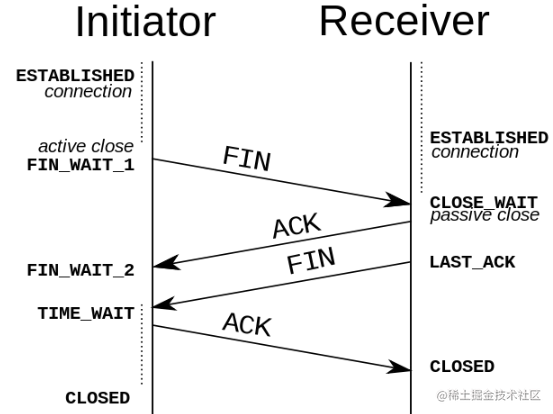 Initiator
Receiver
ESTABLISHED
connection
ESTABLISHED
connection
active close
FIN_WAIT_1
FIN
CLOSE_WAIT
passive close
ACK
FIN
LAST_ACK
FIN_WAIT_2
TIME_WAIT
ACK
CLOSED
CLOSED
@稀土掘金技术社区